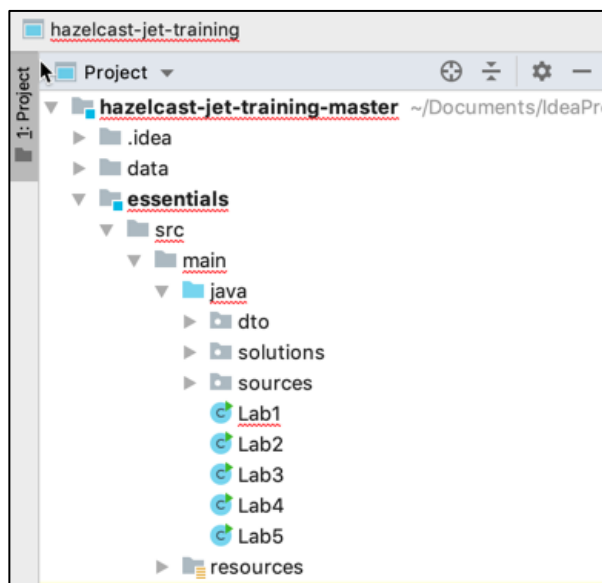 hazelcast-jet-training
1: Project
Project
hazelcast-jet-training-master ~/Documents/IdeaPr
.idea
data
essentials
src
main
java
dto
solutions
sources
Lab1
Lab2
Lab3
Lab4
Lab5
resources